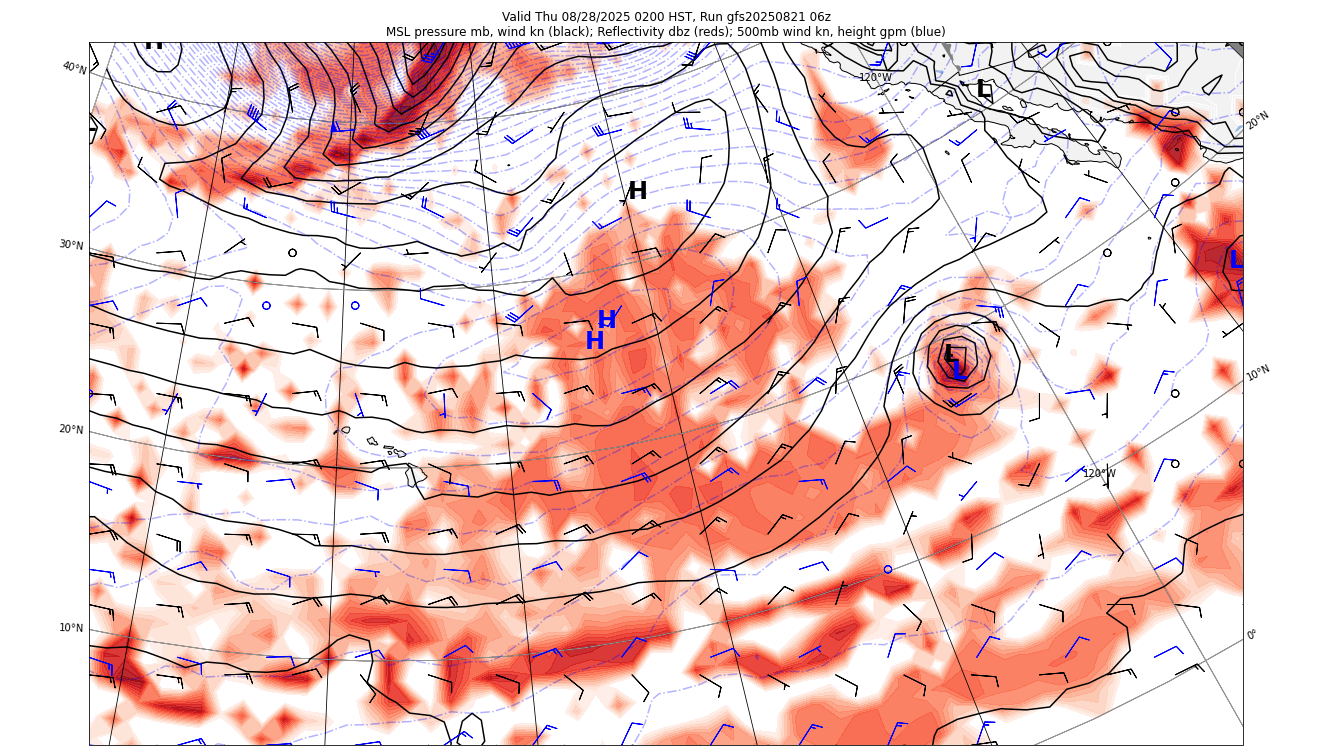 Valid Thu 08/28/2025 0200 HST, Run gfs20250821 06z
MSL pressure mb, wind kn (black); Reflectivity dbz (reds); 500mb wind kn, height gpm (blue)
H
40°N
120°W
L
20°N
H
30°N
L
H
H
L
L
10°N
20°N
120°W
10°N
0°